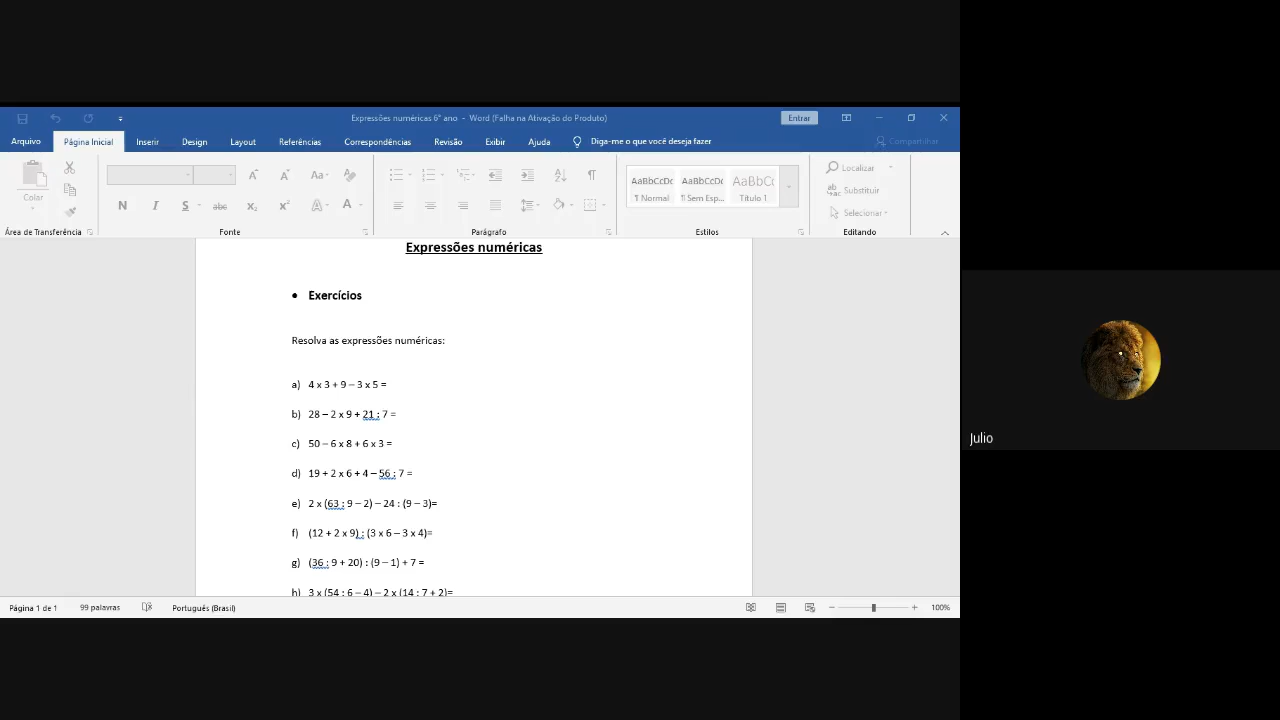 Expressões numéricas 6º ano - Word (Falha na Ativação do Produto)
Entrar
Arquivo
Página Inicial
Inserir
Design
Layout
Referências
Correspondências
Revisão
Exibir
Ajuda
Diga-me o que você deseja fazer
Compartilhar
Colar
Área de Transferência
N I S abc x₂ x² A A
Aa
Fonte
Parágrafo
AaBbCcDc AaBbCcDc AaBbCc
¶ Normal ¶ Sem Esp... Título 1
Estilos
Localizar
Substituir
Selecionar
Editando
Expressões numéricas
• Exercícios
Resolva as expressões numéricas:
a) 4 x 3 + 9 – 3 x 5 =
b) 28 – 2 x 9 + 21 : 7 =
c) 50 – 6 x 8 + 6 x 3 =
d) 19 + 2 x 6 + 4 – 56 : 7 =
e) 2 x (63 : 9 – 2) – 24 : (9 – 3)=
f) (12 + 2 x 9) : (3 x 6 – 3 x 4)=
g) (36 : 9 + 20) : (9 – 1) + 7 =
h) 3 x (54 : 6 – 4) – 2 x (14 : 7 + 2)=
Página 1 de 1
99 palavras
Português (Brasil)
100%
Julio